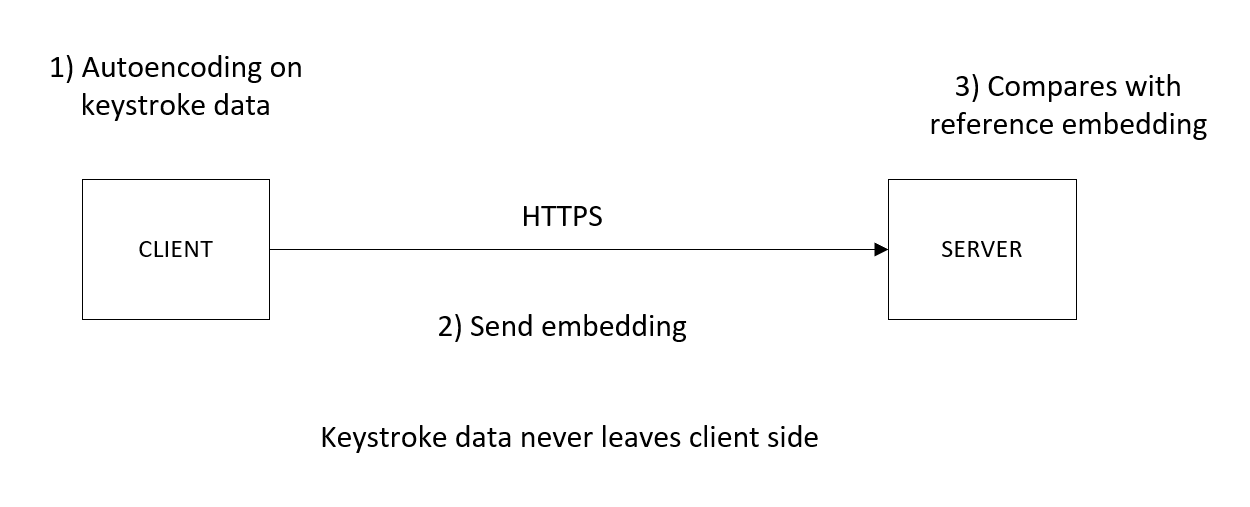 1) Autoencoding on
keystroke data
3) Compares with
reference embedding
CLIENT
HTTPS
SERVER
2) Send embedding
Keystroke data never leaves client side